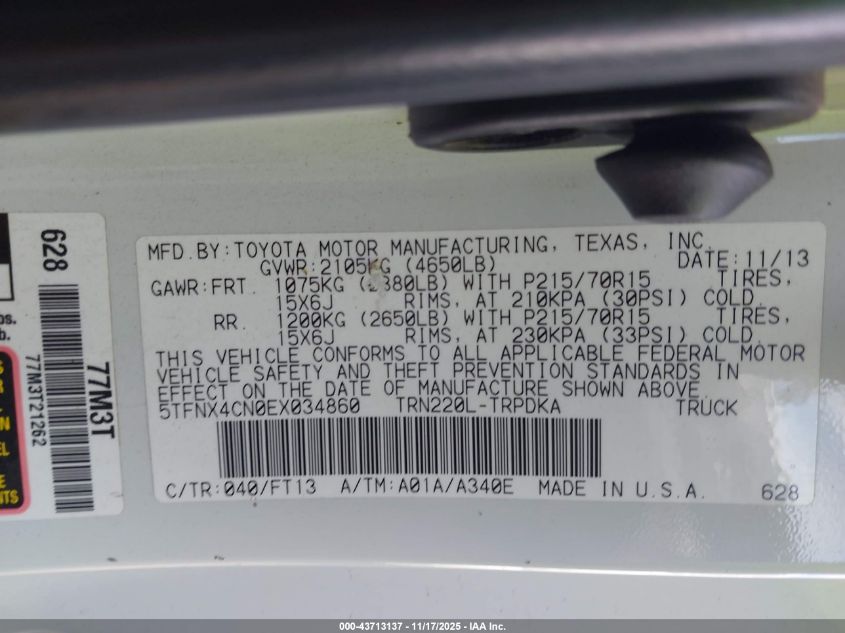 MFD.BY:TOYOTA MOTOR MANUFACTURING, TEXAS, INC.
GVWR:2105KG (4650LB) DATE:11/13
GAWR:FRT. 1075KG (2380LB) WITH P215/70R15 TIRES,
15X6J RIMS, AT 210KPA (30PSI) COLD.
RR. 1200KG (2650LB) WITH P215/70R15 TIRES,
15X6J RIMS, AT 230KPA (33PSI) COLD.
THIS VEHICLE CONFORMS TO ALL APPLICABLE FEDERAL MOTOR
VEHICLE SAFETY AND THEFT PREVENTION STANDARDS IN
EFFECT ON THE DATE OF MANUFACTURE SHOWN ABOVE.
5TFNX4CN0EX034860 TRN220L-TRPDKA TRUCK
C/TR:040/FT13 A/TM:A01A/A340E MADE IN U.S.A. 628
628
77M3T
77M3T21262
000-43713137 - 11/17/2025 - IAA Inc.